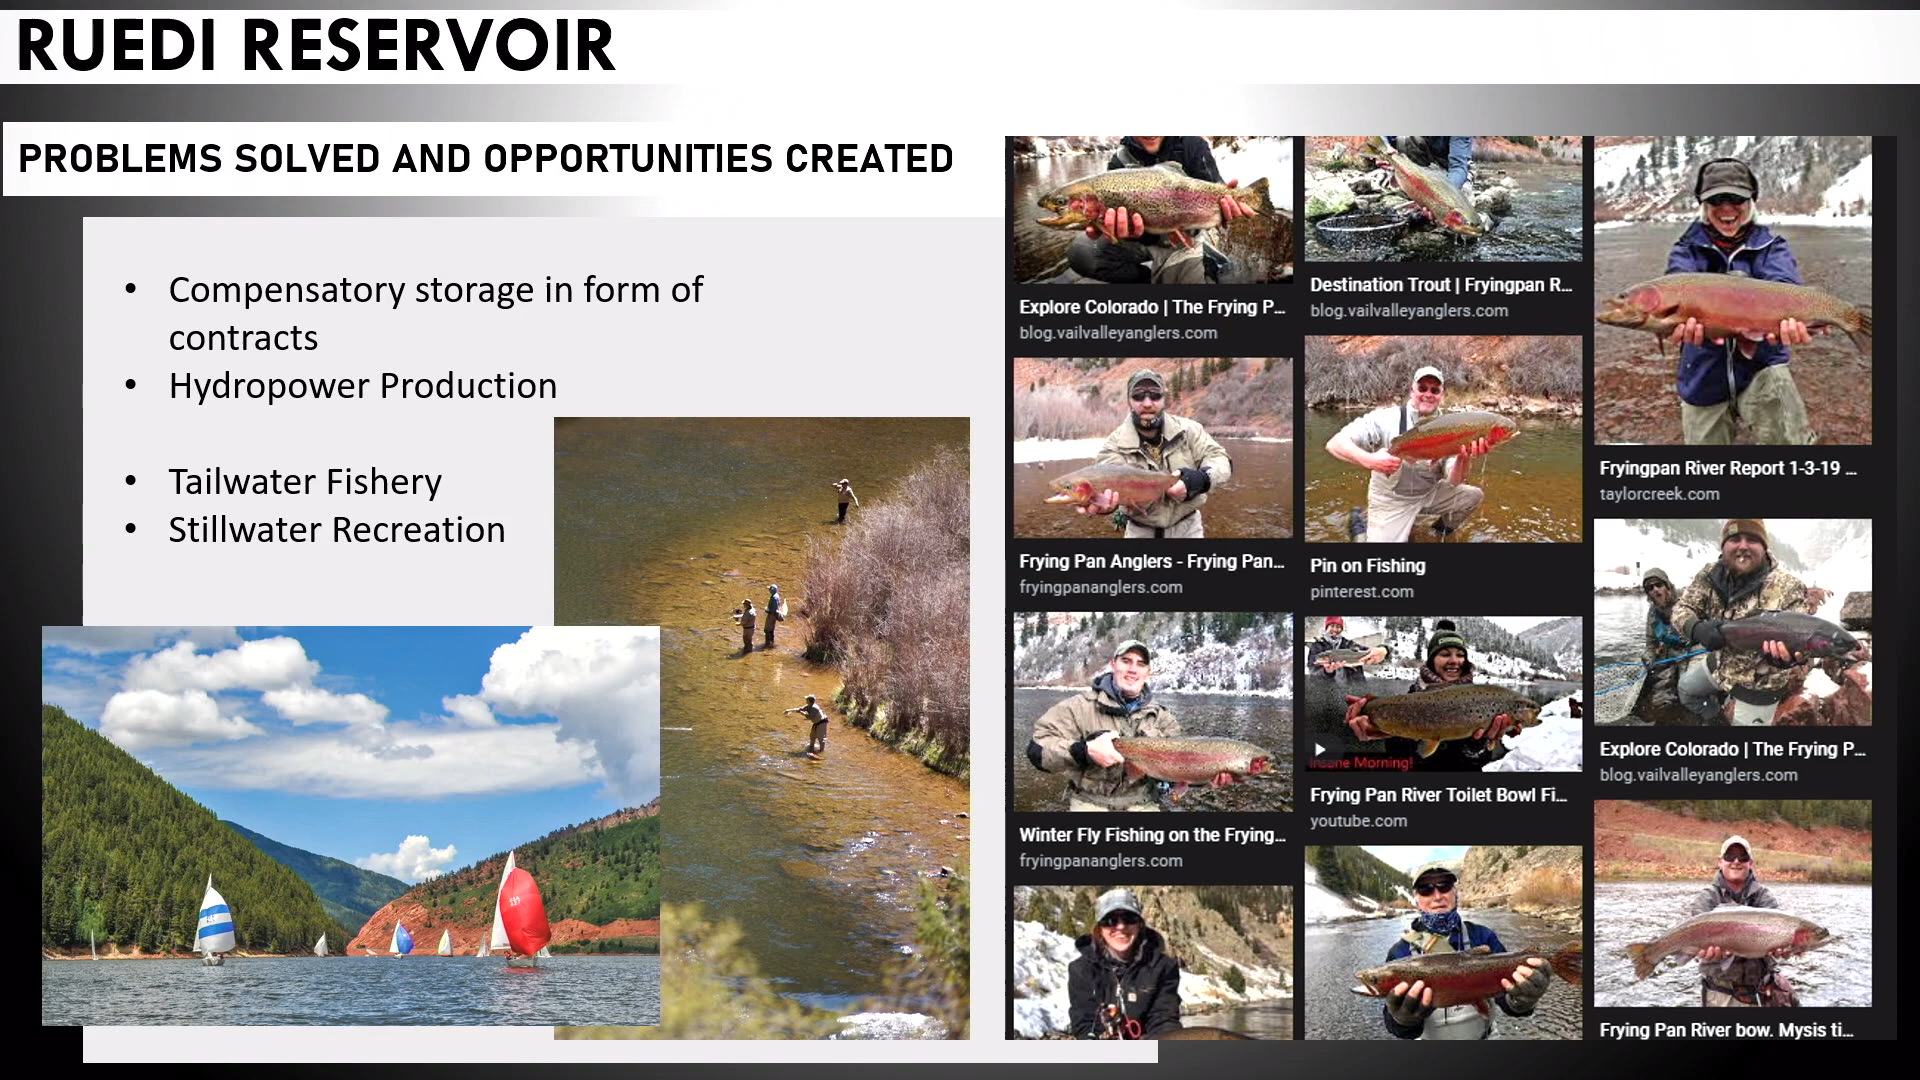 RUEDI RESERVOIR
PROBLEMS SOLVED AND OPPORTUNITIES CREATED
• Compensatory storage in form of
contracts
• Hydropower Production
• Tailwater Fishery
• Stillwater Recreation
Explore Colorado | The Frying P...
blog.vailvalleyanglers.com
Frying Pan Anglers - Frying Pan...
fryingpananglers.com
Winter Fly Fishing on the Frying...
fryingpananglers.com
Destination Trout | Fryingpan R...
blog.vailvalleyanglers.com
Pin on Fishing
pinterest.com
Insane Morning!
Frying Pan River Toilet Bowl Fi...
youtube.com
Fryingpan River Report 1-3-19 ...
taylorcreek.com
Explore Colorado | The Frying P...
blog.vailvalleyanglers.com
Frying Pan River bow. Mysis ti...